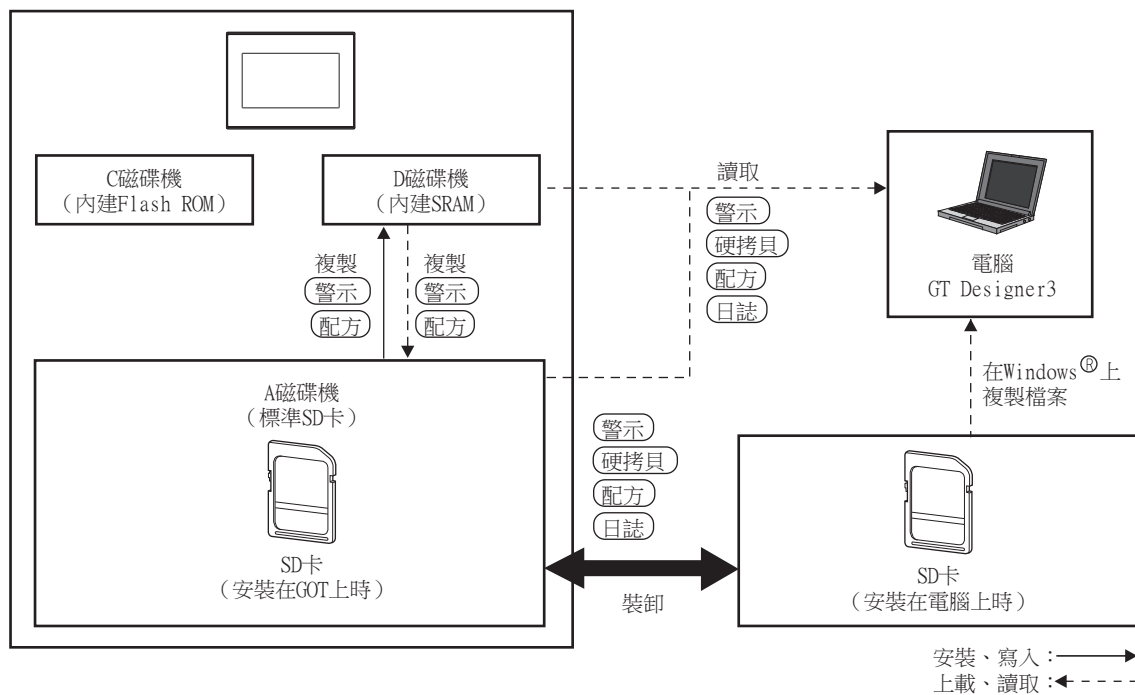 C磁碟機
（內建Flash ROM）
D磁碟機
（內建SRAM）
讀取
警示
硬拷貝
配方
日誌
電腦
GT Designer3
複製
警示
配方
複製
警示
配方
A磁碟機
（標準SD卡）
SD卡
（安裝在GOT上時）
警示
硬拷貝
配方
日誌
裝卸
在Windows®上
複製檔案
SD卡
（安裝在電腦上時）
安裝、寫入：
上載、讀取：